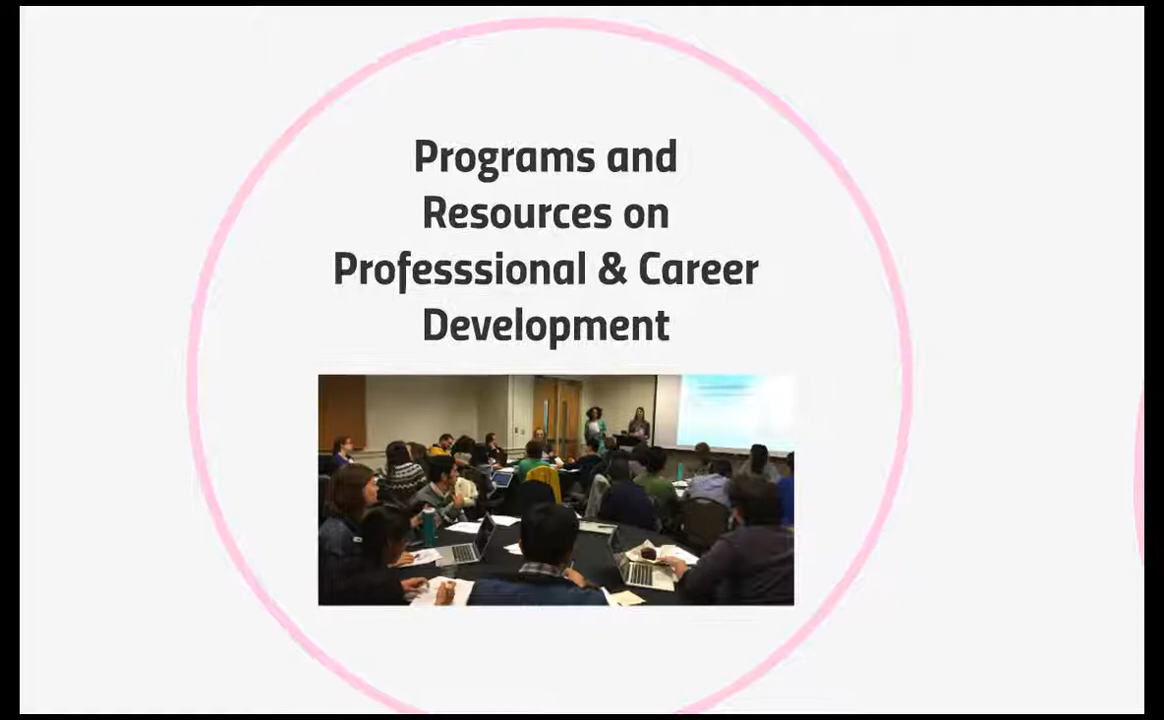 Programs and
Resources on
Professsional & Career
Development